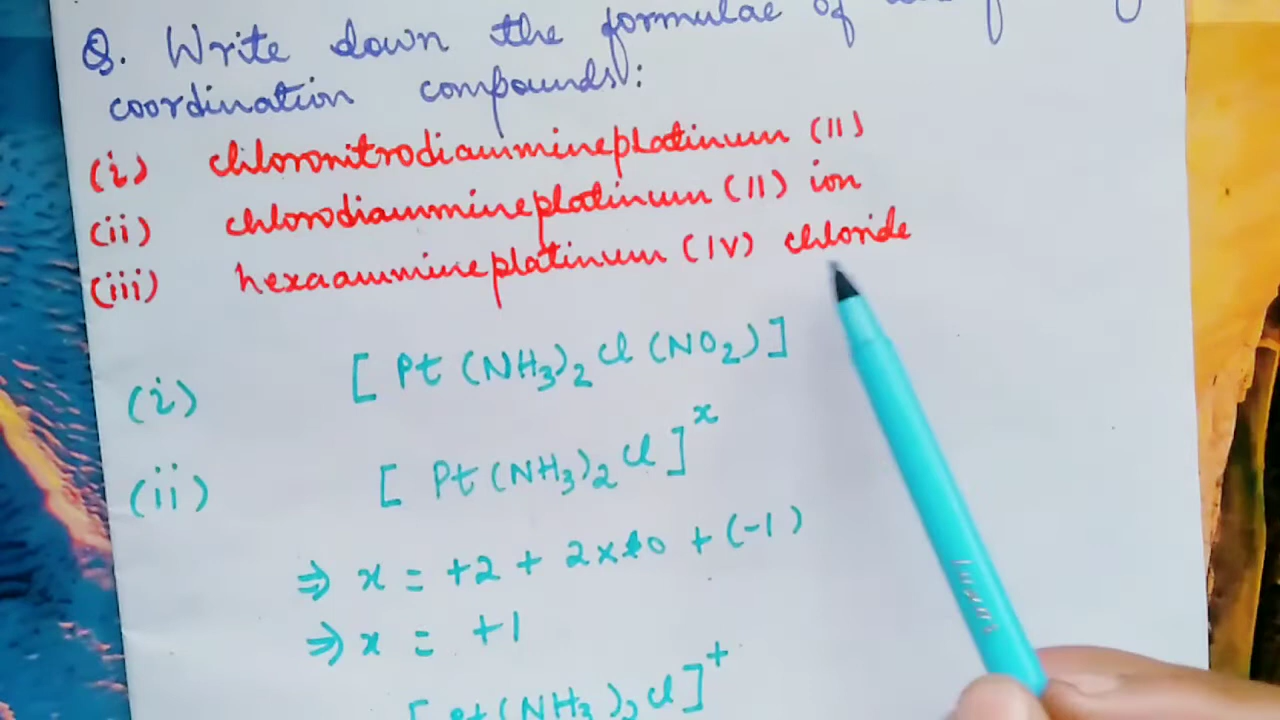 Q. Write down the formulae of
coordination compounds:
(i) chloronitrodiammineplatinum (II)
(ii) chlorodiammineplatinum (II) ion
(iii) hexaammineplatinum (IV) chloride
(i) [Pt(NH₃)₂Cl(NO₂)]
(ii) [Pt(NH₃)₂Cl]ˣ
⇒ x = +2 + 2×0 + (-1)
⇒ x = +1
[Pt(NH₃)₂Cl]⁺